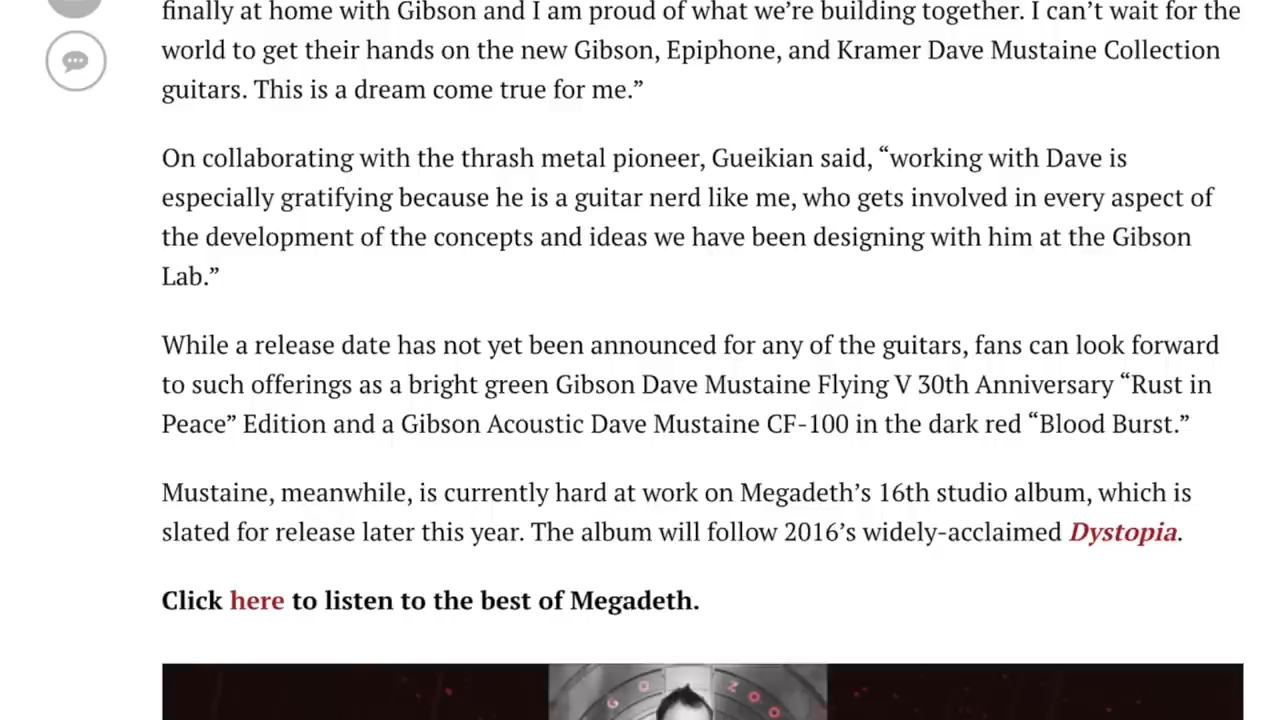 finally at home with Gibson and I am proud of what we’re building together. I can’t wait for the
world to get their hands on the new Gibson, Epiphone, and Kramer Dave Mustaine Collection
guitars. This is a dream come true for me.”
On collaborating with the thrash metal pioneer, Gueikian said, “working with Dave is
especially gratifying because he is a guitar nerd like me, who gets involved in every aspect of
the development of the concepts and ideas we have been designing with him at the Gibson
Lab.”
While a release date has not yet been announced for any of the guitars, fans can look forward
to such offerings as a bright green Gibson Dave Mustaine Flying V 30th Anniversary “Rust in
Peace” Edition and a Gibson Acoustic Dave Mustaine CF-100 in the dark red “Blood Burst.”
Mustaine, meanwhile, is currently hard at work on Megadeth’s 16th studio album, which is
slated for release later this year. The album will follow 2016’s widely-acclaimed Dystopia.
Click here to listen to the best of Megadeth.